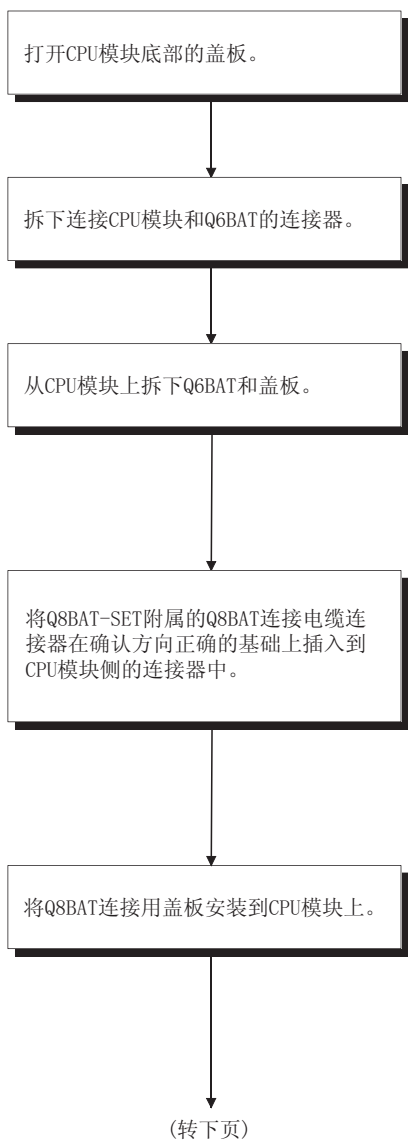 打开CPU模块底部的盖板。
拆下连接CPU模块和Q6BAT的连接器。
从CPU模块上拆下Q6BAT和盖板。
将Q8BAT-SET附属的Q8BAT连接电缆连
接器在确认方向正确的基础上插入到
CPU模块侧的连接器中。
将Q8BAT连接用盖板安装到CPU模块上。
(转下页)